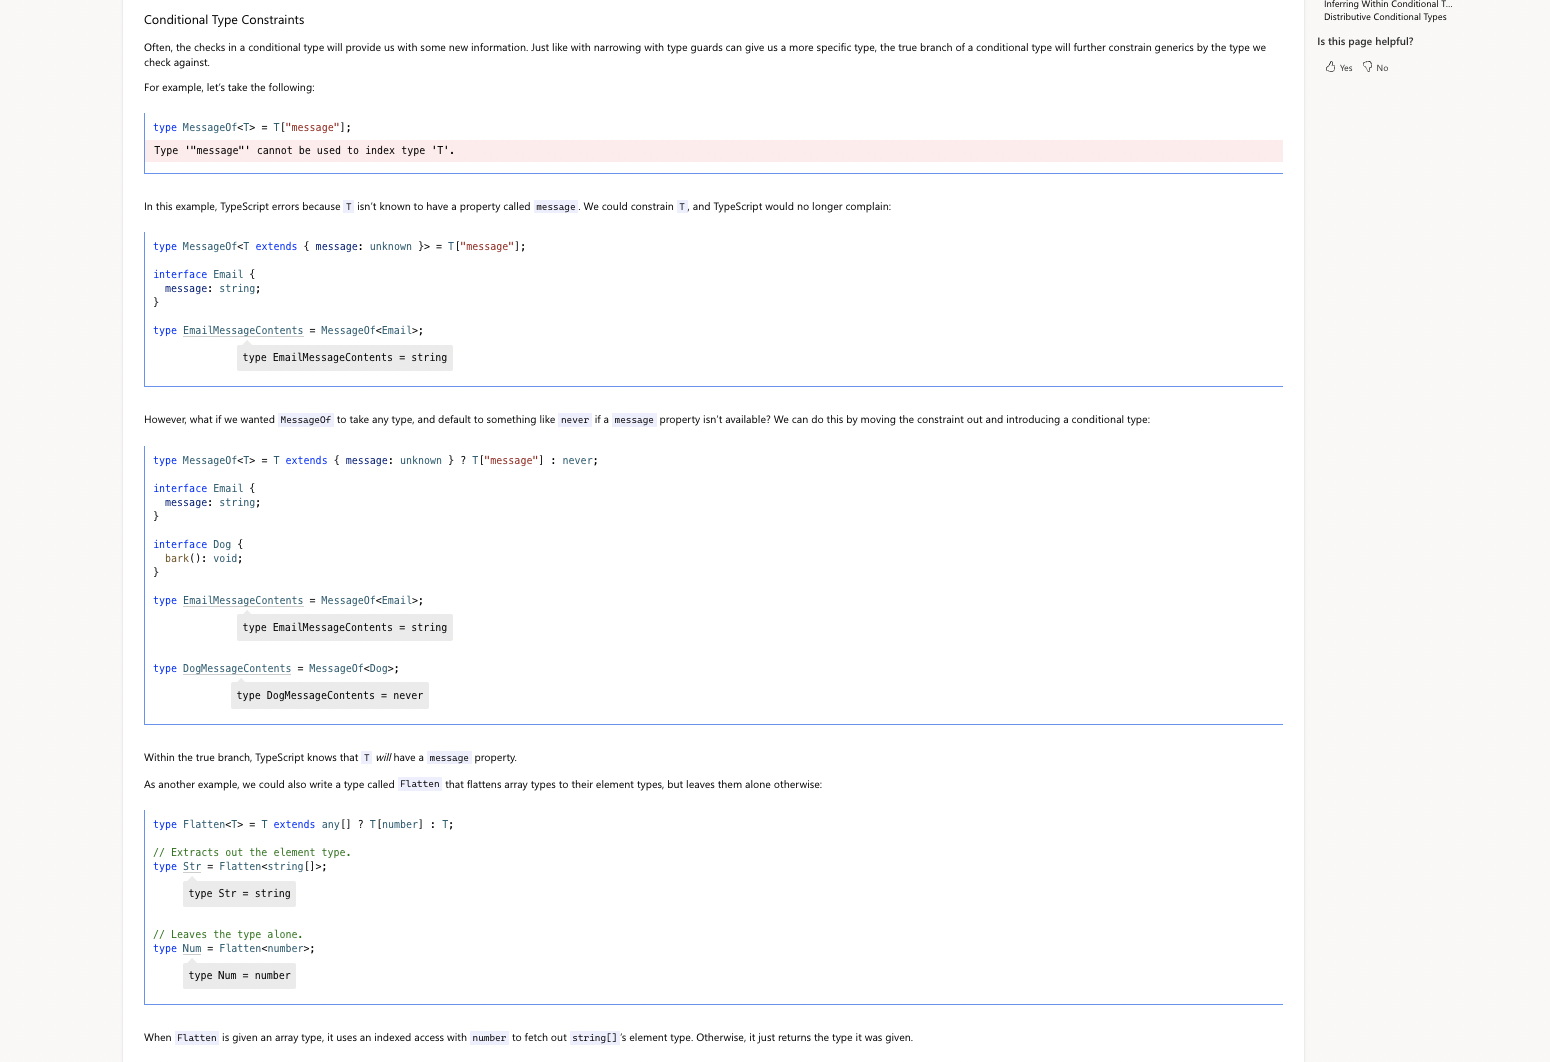 Conditional Type Constraints
Often, the checks in a conditional type will provide us with some new information. Just like with narrowing with type guards can give us a more specific type, the true branch of a conditional type will further constrain generics by the type we
check against.
For example, let’s take the following:
type MessageOf<T> = T["message"];
Type '"message"' cannot be used to index type 'T'.
In this example, TypeScript errors because T isn’t known to have a property called message. We could constrain T, and TypeScript would no longer complain:
type MessageOf<T extends { message: unknown }> = T["message"];
interface Email {
  message: string;
}
type EmailMessageContents = MessageOf<Email>;
type EmailMessageContents = string
However, what if we wanted MessageOf to take any type, and default to something like never if a message property isn’t available? We can do this by moving the constraint out and introducing a conditional type:
type MessageOf<T> = T extends { message: unknown } ? T["message"] : never;
interface Email {
  message: string;
}
interface Dog {
  bark(): void;
}
type EmailMessageContents = MessageOf<Email>;
type EmailMessageContents = string
type DogMessageContents = MessageOf<Dog>;
type DogMessageContents = never
Within the true branch, TypeScript knows that T will have a message property.
As another example, we could also write a type called Flatten that flattens array types to their element types, but leaves them alone otherwise:
type Flatten<T> = T extends any[] ? T[number] : T;
// Extracts out the element type.
type Str = Flatten<string[]>;
type Str = string
// Leaves the type alone.
type Num = Flatten<number>;
type Num = number
When Flatten is given an array type, it uses an indexed access with number to fetch out string[]’s element type. Otherwise, it just returns the type it was given.
Inferring Within Conditional T...
Distributive Conditional Types
Is this page helpful?
Yes No